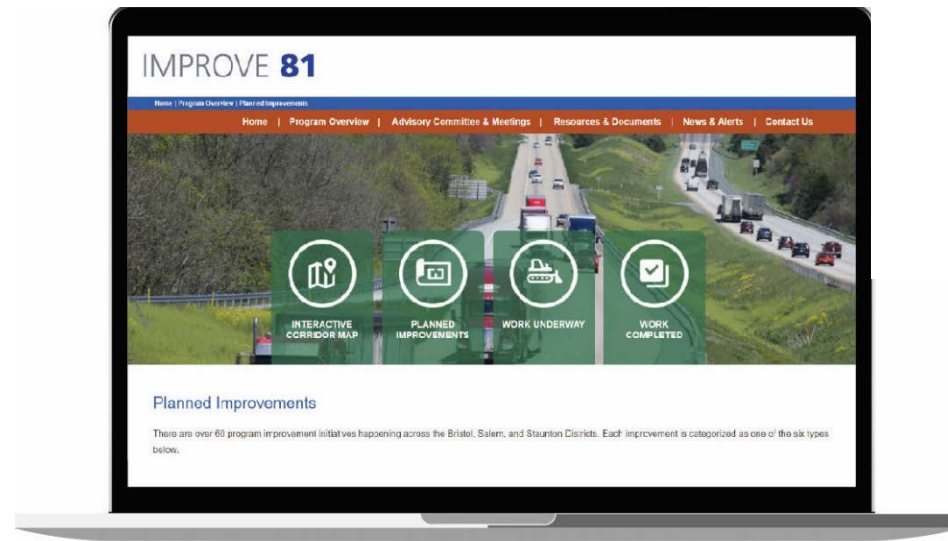 IMPROVE 81
Home | Program Overview | Planned Improvements
Home | Program Overview | Advisory Committee & Meetings | Resources & Documents | News & Alerts | Contact Us
INTERACTIVE CORRIDOR MAP
PLANNED IMPROVEMENTS
WORK UNDERWAY
WORK COMPLETED
Planned Improvements
There are over 60 program improvement initiatives happening across the Bristol, Salem, and Staunton Districts. Each improvement is categorized as one of the six types
below.